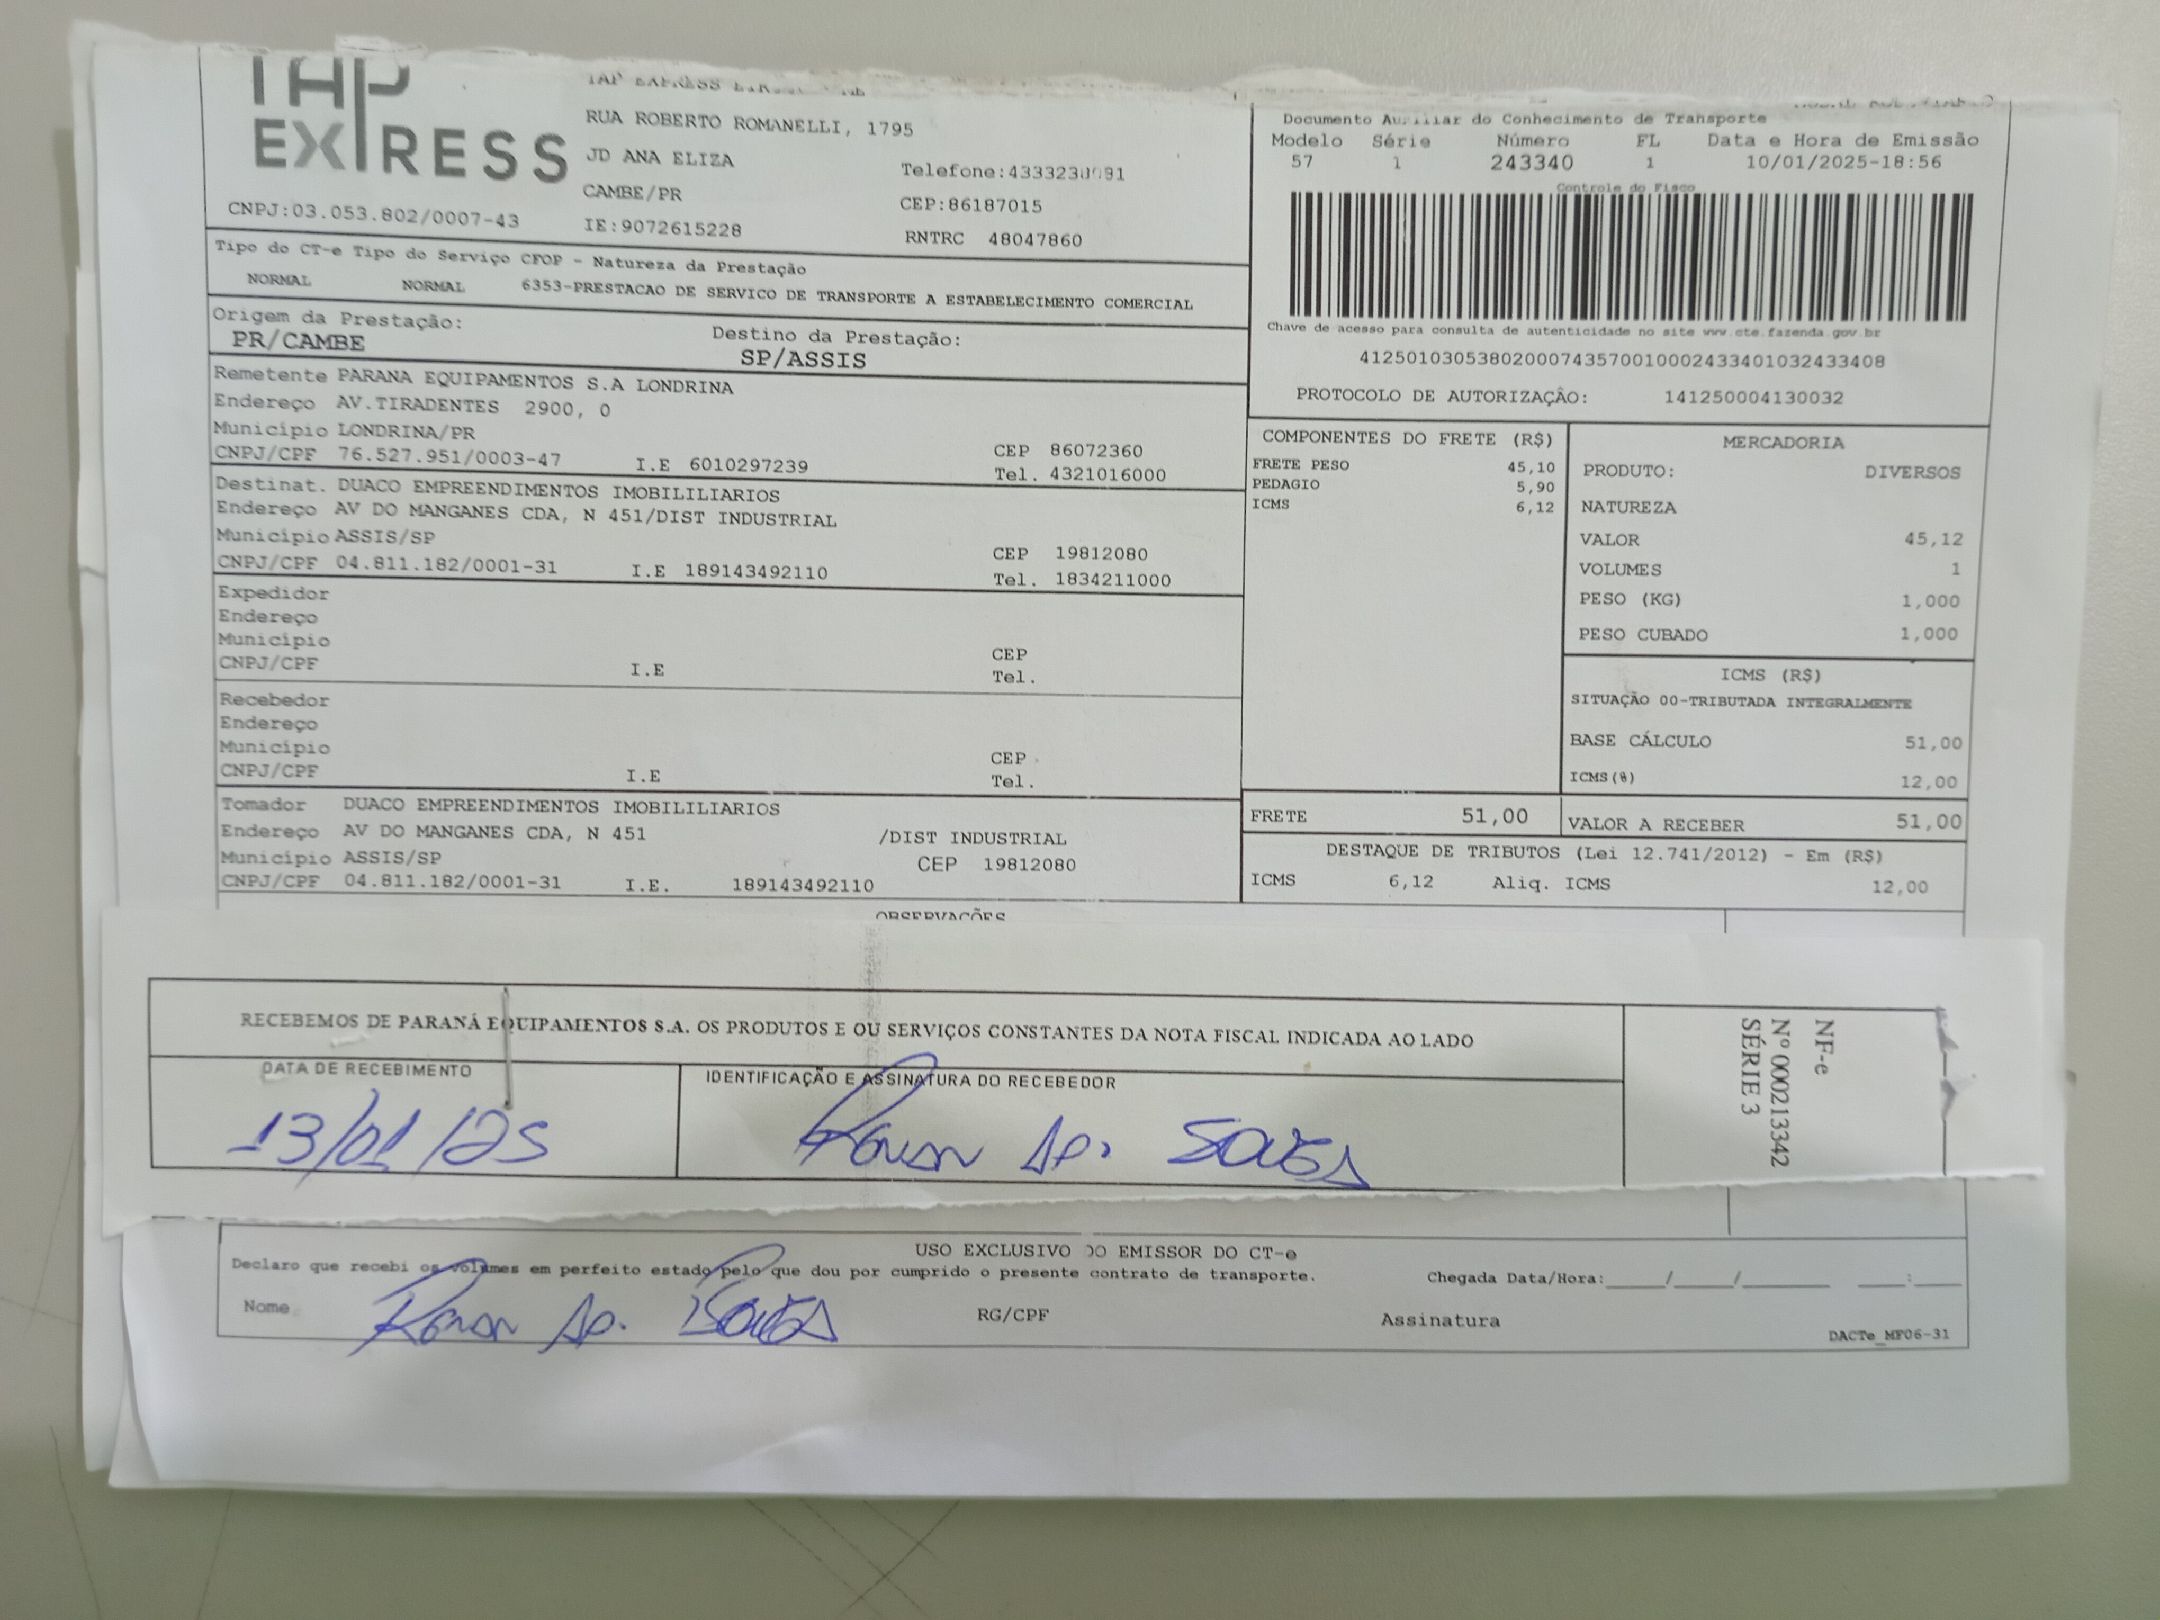 TAP
EXPRESS
RUA ROBERTO ROMANELLI, 1795
JD ANA ELIZA
CAMBE/PR
IE:9072615228
CEP:86187015
RNTRC 48047860
CNPJ:03.053.802/0007-43
Documento Auxiliar do Conhecimento de Transporte
Modelo Série Número FL Data e Hora de Emissão
57 1 243340 1 10/01/2025-18:56
Controle do Fisco
Chave de acesso para consulta de autenticidade no site www.cte.fazenda.gov.br
41250103053802000743570010002433401032433408
PROTOCOLO DE AUTORIZAÇÂO: 141250004130032
Tipo do CT-e Tipo do Serviço CFOP - Natureza da Prestação
NORMAL NORMAL 6353-PRESTACAO DE SERVICO DE TRANSPORTE A ESTABELECIMENTO COMERCIAL
Origem da Prestação: Destino da Prestação:
PR/CAMBE SP/ASSIS
Remetente PARANA EQUIPAMENTOS S.A LONDRINA
Endereço AV.TIRADENTES 2900, 0
Município LONDRINA/PR CEP 86072360
CNPJ/CPF 76.527.951/0003-47 I.E 6010297239 Tel. 4321016000
Destinat. DUACO EMPREENDIMENTOS IMOBILILIARIOS
Endereço AV DO MANGANES CDA, N 451/DIST INDUSTRIAL
Município ASSIS/SP CEP 19812080
CNPJ/CPF 04.811.182/0001-31 I.E 189143492110 Tel. 1834211000
Expedidor
Endereço
Município CEP
CNPJ/CPF I.E Tel.
Recebedor
Endereço
Município CEP
CNPJ/CPF I.E Tel.
Tomador DUACO EMPREENDIMENTOS IMOBILILIARIOS
Endereço AV DO MANGANES CDA, N 451 /DIST INDUSTRIAL
Município ASSIS/SP CEP 19812080
CNPJ/CPF 04.811.182/0001-31 I.E. 189143492110
COMPONENTES DO FRETE (R$)
FRETE PESO 45,10
PEDAGIO 5,90
ICMS 6,12
MERCADORIA
PRODUTO: DIVERSOS
NATUREZA
VALOR 45,12
VOLUMES 1
PESO (KG) 1,000
PESO CUBADO 1,000
ICMS (R$)
SITUAÇÃO 00-TRIBUTADA INTEGRALMENTE
BASE CÁLCULO 51,00
ICMS(%) 12,00
FRETE 51,00 VALOR A RECEBER 51,00
DESTAQUE DE TRIBUTOS (Lei 12.741/2012) - Em (R$)
ICMS 6,12 Aliq. ICMS 12,00
OBSERVAÇÕES
RECEBEMOS DE PARANÁ EQUIPAMENTOS S.A. OS PRODUTOS E OU SERVIÇOS CONSTANTES DA NOTA FISCAL INDICADA AO LADO
DATA DE RECEBIMENTO IDENTIFICAÇÃO E ASSINATURA DO RECEBEDOR
13/01/25 Ap. SOUSA
NF-e
Nº 000213342
SÉRIE 3
USO EXCLUSIVO DO EMISSOR DO CT-e
Declaro que recebi os volumes em perfeito estado pelo que dou por cumprido o presente contrato de transporte. Chegada Data/Hora:_____/_____/_______ ____:____
Nome Ap. SOUSA RG/CPF Assinatura
DACTe_MF06-31